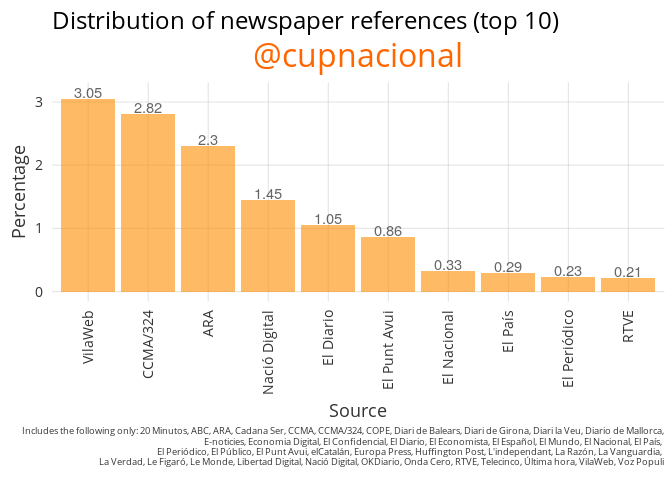 Distribution of newspaper references (top 10)
@cupnacional
Percentage
3
2
1
0
3.05
2.82
2.3
1.45
1.05
0.86
0.33
0.29
0.23
0.21
VilaWeb
CCMA/324
ARA
Nació Digital
El Diario
El Punt Avui
El Nacional
El País
El Periódico
RTVE
Source
Includes the following only: 20 Minutos, ABC, ARA, Cadana Ser, CCMA, CCMA/324, COPE, Diari de Balears, Diari de Girona, Diari la Veu, Diario de Mallorca,
E-noticies, Economia Digital, El Confidencial, El Diario, El Economista, El Español, El Mundo, El Nacional, El País,
El Periódico, El Público, El Punt Avui, elCatalán, Europa Press, Huffington Post, L'independant, La Razón, La Vanguardia,
La Verdad, Le Figaró, Le Monde, Libertad Digital, Nació Digital, OKDiario, Onda Cero, RTVE, Telecinco, Última hora, VilaWeb, Voz Populi